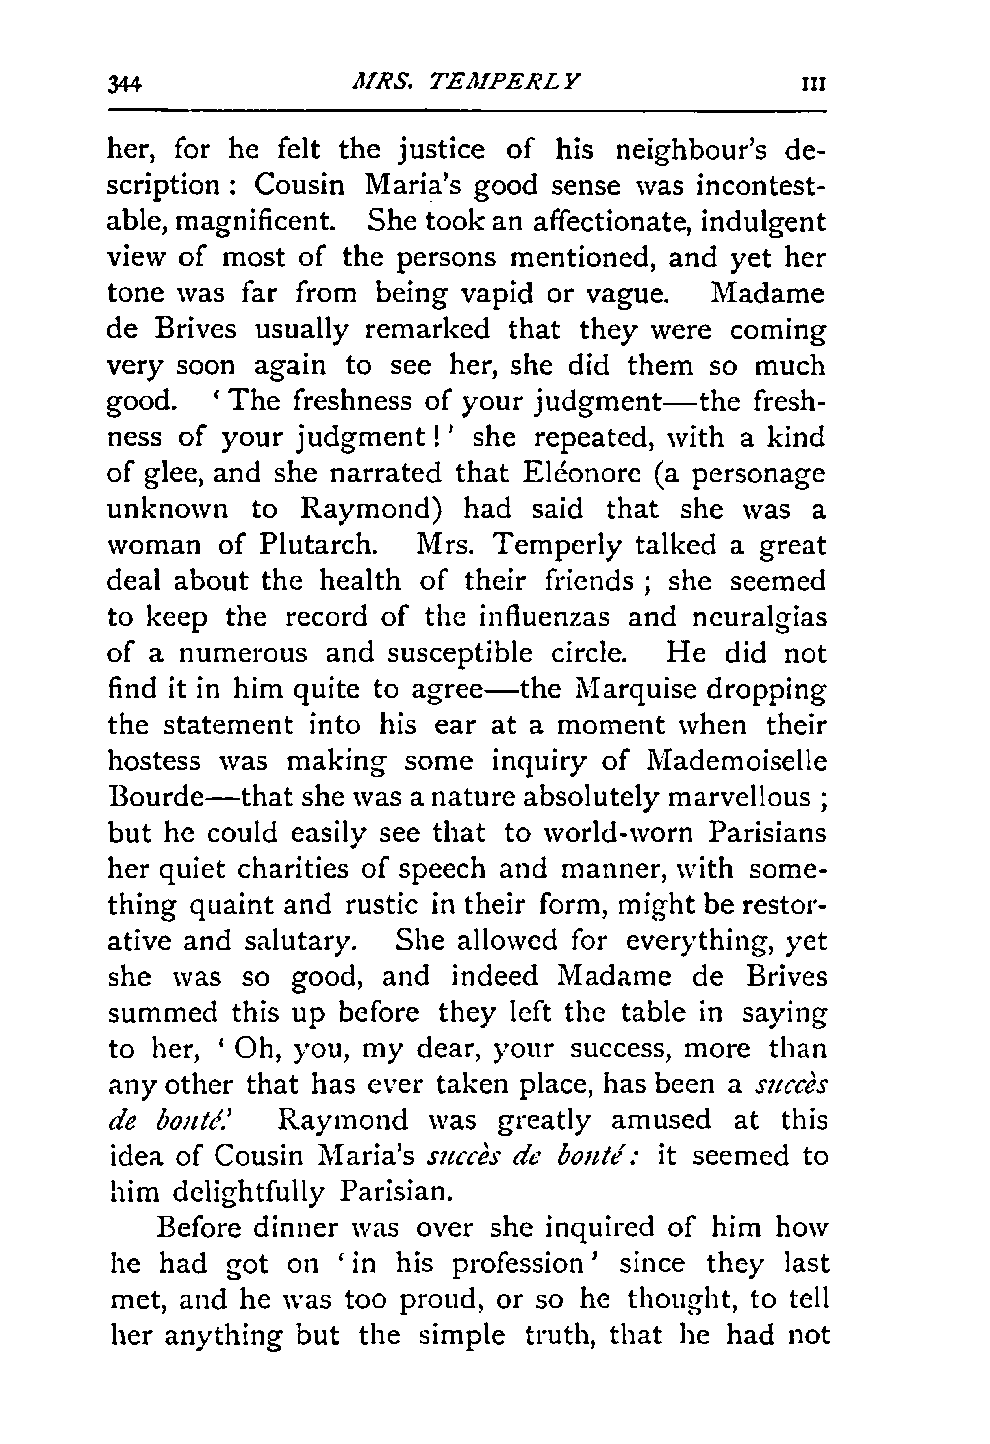 344 MRS. TEMPERLY III
her, for he felt the justice of his neighbour's de-
scription : Cousin Maria's good sense was incontest-
able, magnificent. She took an affectionate, indulgent
view of most of the persons mentioned, and yet her
tone was far from being vapid or vague. Madame
de Brives usually remarked that they were coming
very soon again to see her, she did them so much
good. ‘ The freshness of your judgment—the fresh-
ness of your judgment ! ’ she repeated, with a kind
of glee, and she narrated that Eléonore (a personage
unknown to Raymond) had said that she was a
woman of Plutarch. Mrs. Temperly talked a great
deal about the health of their friends ; she seemed
to keep the record of the influenzas and neuralgias
of a numerous and susceptible circle. He did not
find it in him quite to agree—the Marquise dropping
the statement into his ear at a moment when their
hostess was making some inquiry of Mademoiselle
Bourde—that she was a nature absolutely marvellous ;
but he could easily see that to world-worn Parisians
her quiet charities of speech and manner, with some-
thing quaint and rustic in their form, might be restor-
ative and salutary. She allowed for everything, yet
she was so good, and indeed Madame de Brives
summed this up before they left the table in saying
to her, ‘ Oh, you, my dear, your success, more than
any other that has ever taken place, has been a succès
de bonté.’ Raymond was greatly amused at this
idea of Cousin Maria's succès de bonté : it seemed to
him delightfully Parisian.
Before dinner was over she inquired of him how
he had got on ‘ in his profession ’ since they last
met, and he was too proud, or so he thought, to tell
her anything but the simple truth, that he had not